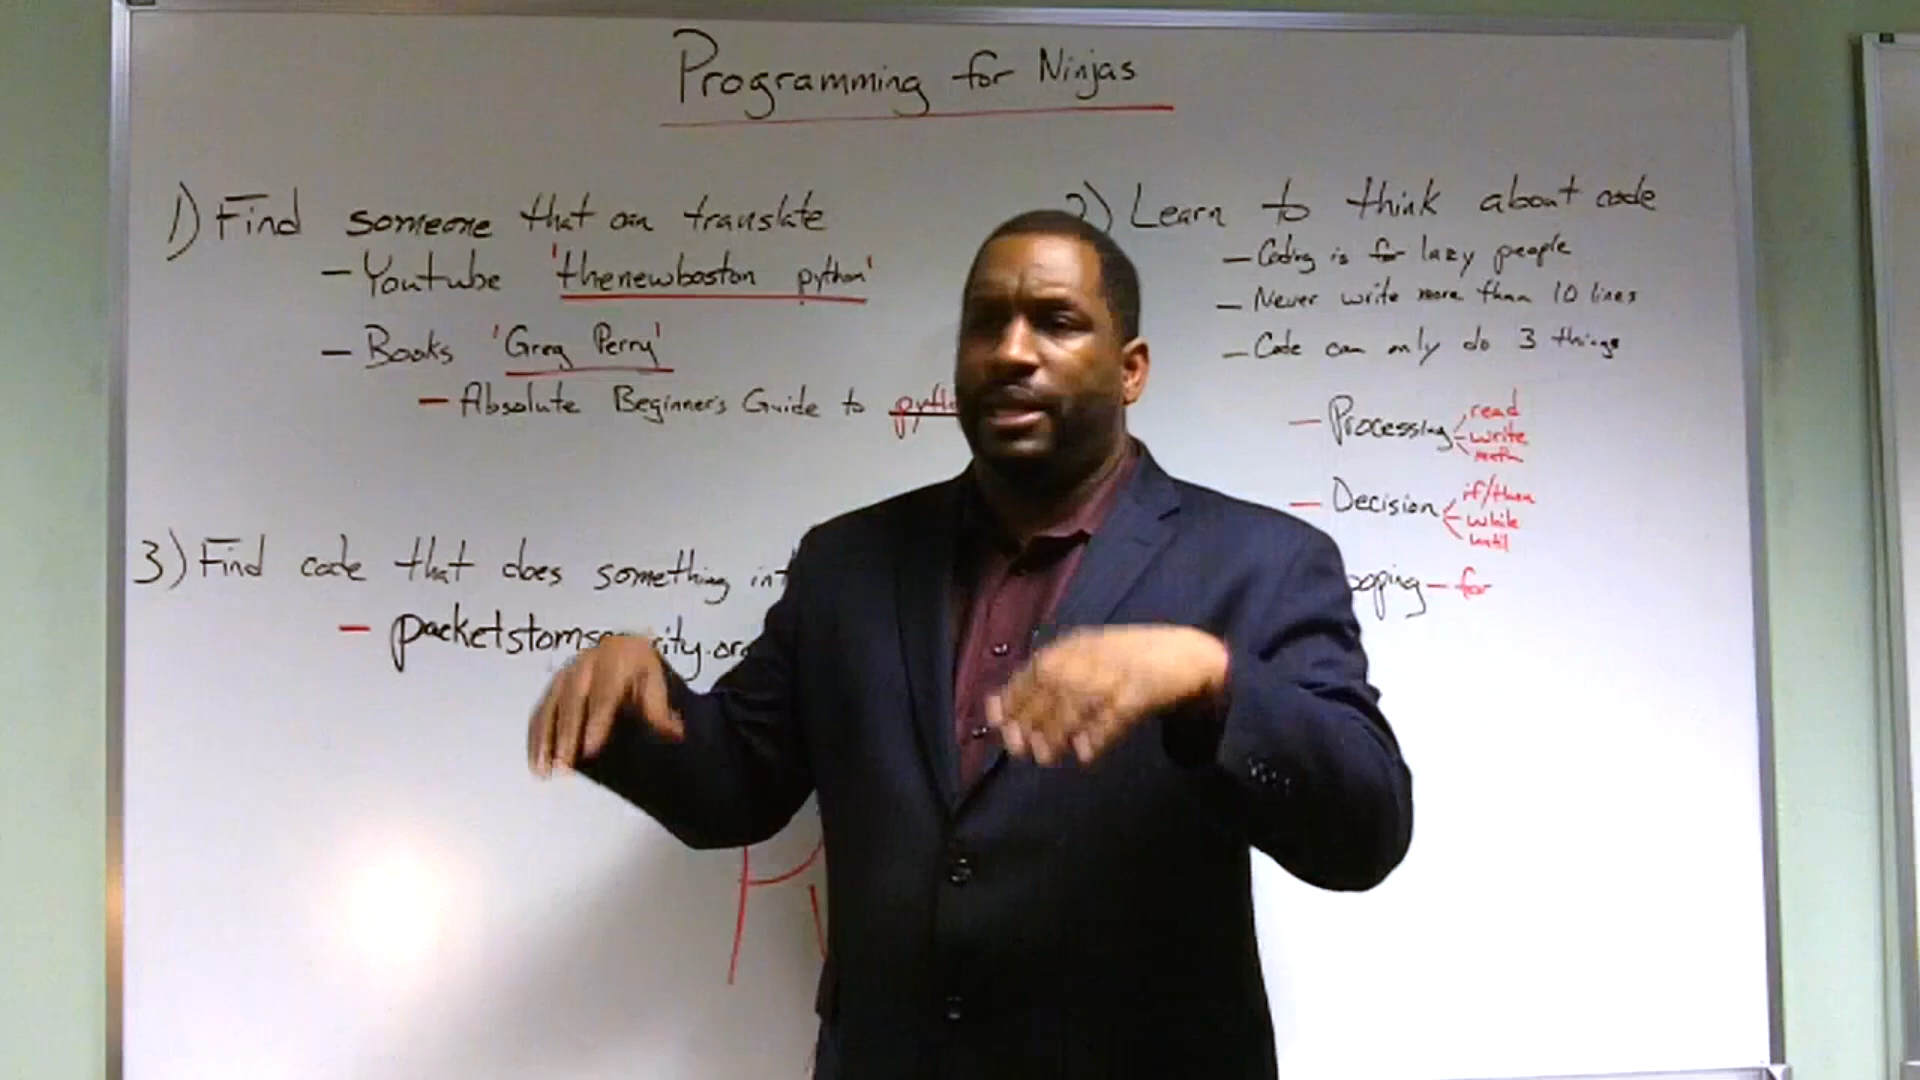 Programming for Ninjas
1) Find someone that can translate
- Youtube 'thenewboston python'
- Books 'Greg Perry'
- Absolute Beginner's Guide to
2) Learn to think about code
- Coding is for lazy people
- Never write more than 10 lines
- Code can only do 3 things
- Processing
read
write
math
- Decision
if/then
while
until
- for
3) Find code that does something
-